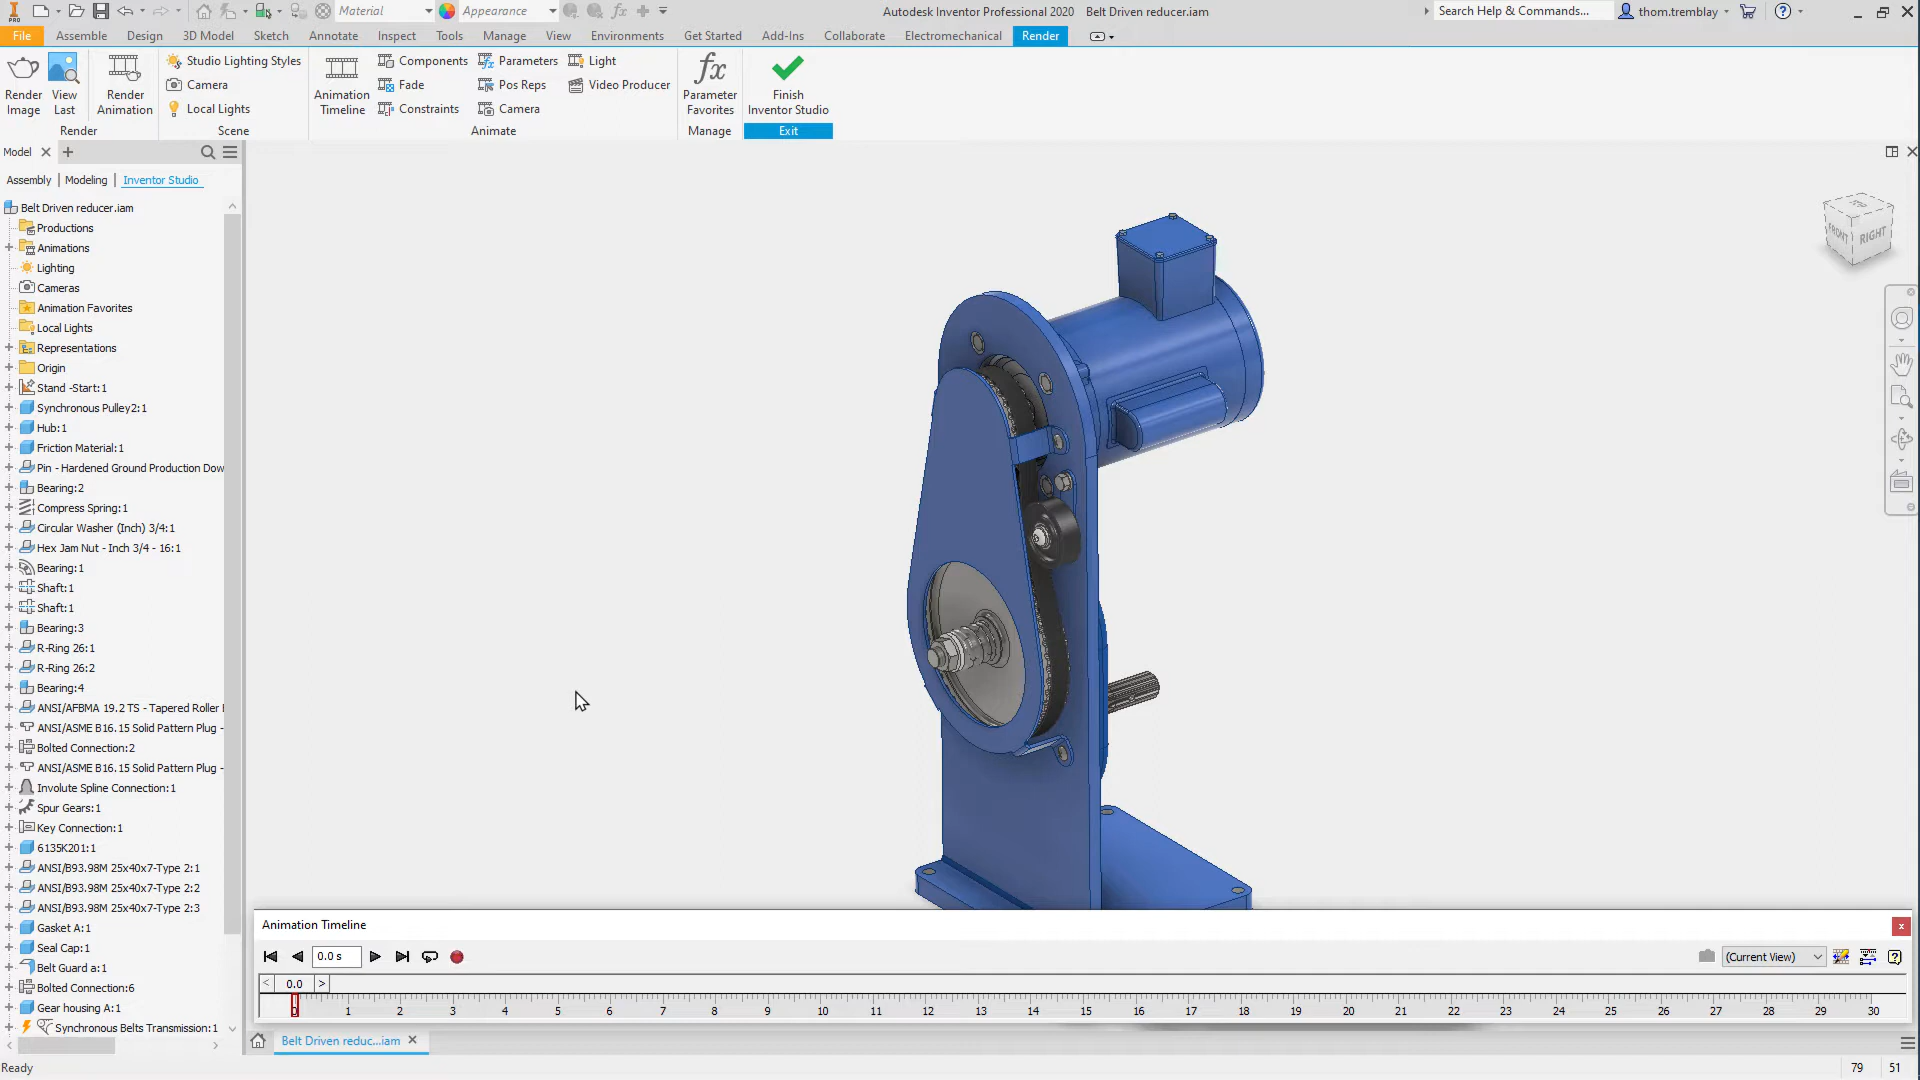 PRO
Material
Appearance
Autodesk Inventor Professional 2020 Belt Driven reducer.iam
Search Help & Commands...
thom.tremblay
File Assemble Design 3D Model Sketch Annotate Inspect Tools Manage View Environments Get Started Add-Ins Collaborate Electromechanical Render
Render Image
View Last
Render Animation
Render
Studio Lighting Styles
Camera
Local Lights
Scene
Animation Timeline
Components
Fade
Constraints
Parameters
Pos Reps
Camera
Light
Video Producer
Animate
fx
Parameter Favorites
Manage
Finish Inventor Studio
Exit
Model
Assembly | Modeling | Inventor Studio
Belt Driven reducer.iam
Productions
Animations
Lighting
Cameras
Animation Favorites
Local Lights
Representations
Origin
Stand -Start:1
Synchronous Pulley2:1
Hub:1
Friction Material:1
Pin - Hardened Ground Production Dow
Bearing:2
Compress Spring:1
Circular Washer (Inch) 3/4:1
Hex Jam Nut - Inch 3/4 - 16:1
Bearing:1
Shaft:1
Shaft:1
Bearing:3
R-Ring 26:1
R-Ring 26:2
Bearing:4
ANSI/AFBMA 19.2 TS - Tapered Roller
ANSI/ASME B16.15 Solid Pattern Plug -
Bolted Connection:2
ANSI/ASME B16.15 Solid Pattern Plug -
Involute Spline Connection:1
Spur Gears:1
Key Connection:1
6135K201:1
ANSI/B93.98M 25x40x7-Type 2:1
ANSI/B93.98M 25x40x7-Type 2:2
ANSI/B93.98M 25x40x7-Type 2:3
Gasket A:1
Seal Cap:1
Belt Guard a:1
Bolted Connection:6
Gear housing A:1
Synchronous Belts Transmission:1
TOP
FRONT
RIGHT
Animation Timeline
0.0 s
(Current View)
< 0.0 >
1 2 3 4 5 6 7 8 9 10 11 12 13 14 15 16 17 18 19 20 21 22 23 24 25 26 27 28 29 30
Belt Driven reduc...iam
Ready
79 51